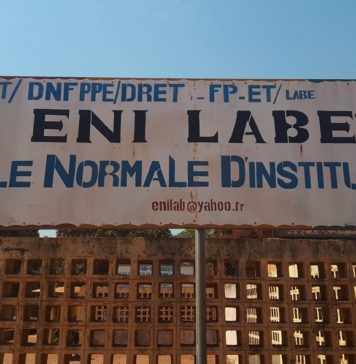 T/ DNFPPE/DRET - FP-ET/ LABE
ENI LABE
LE NORMALE D'INSTITU
enilab@yahoo.fr